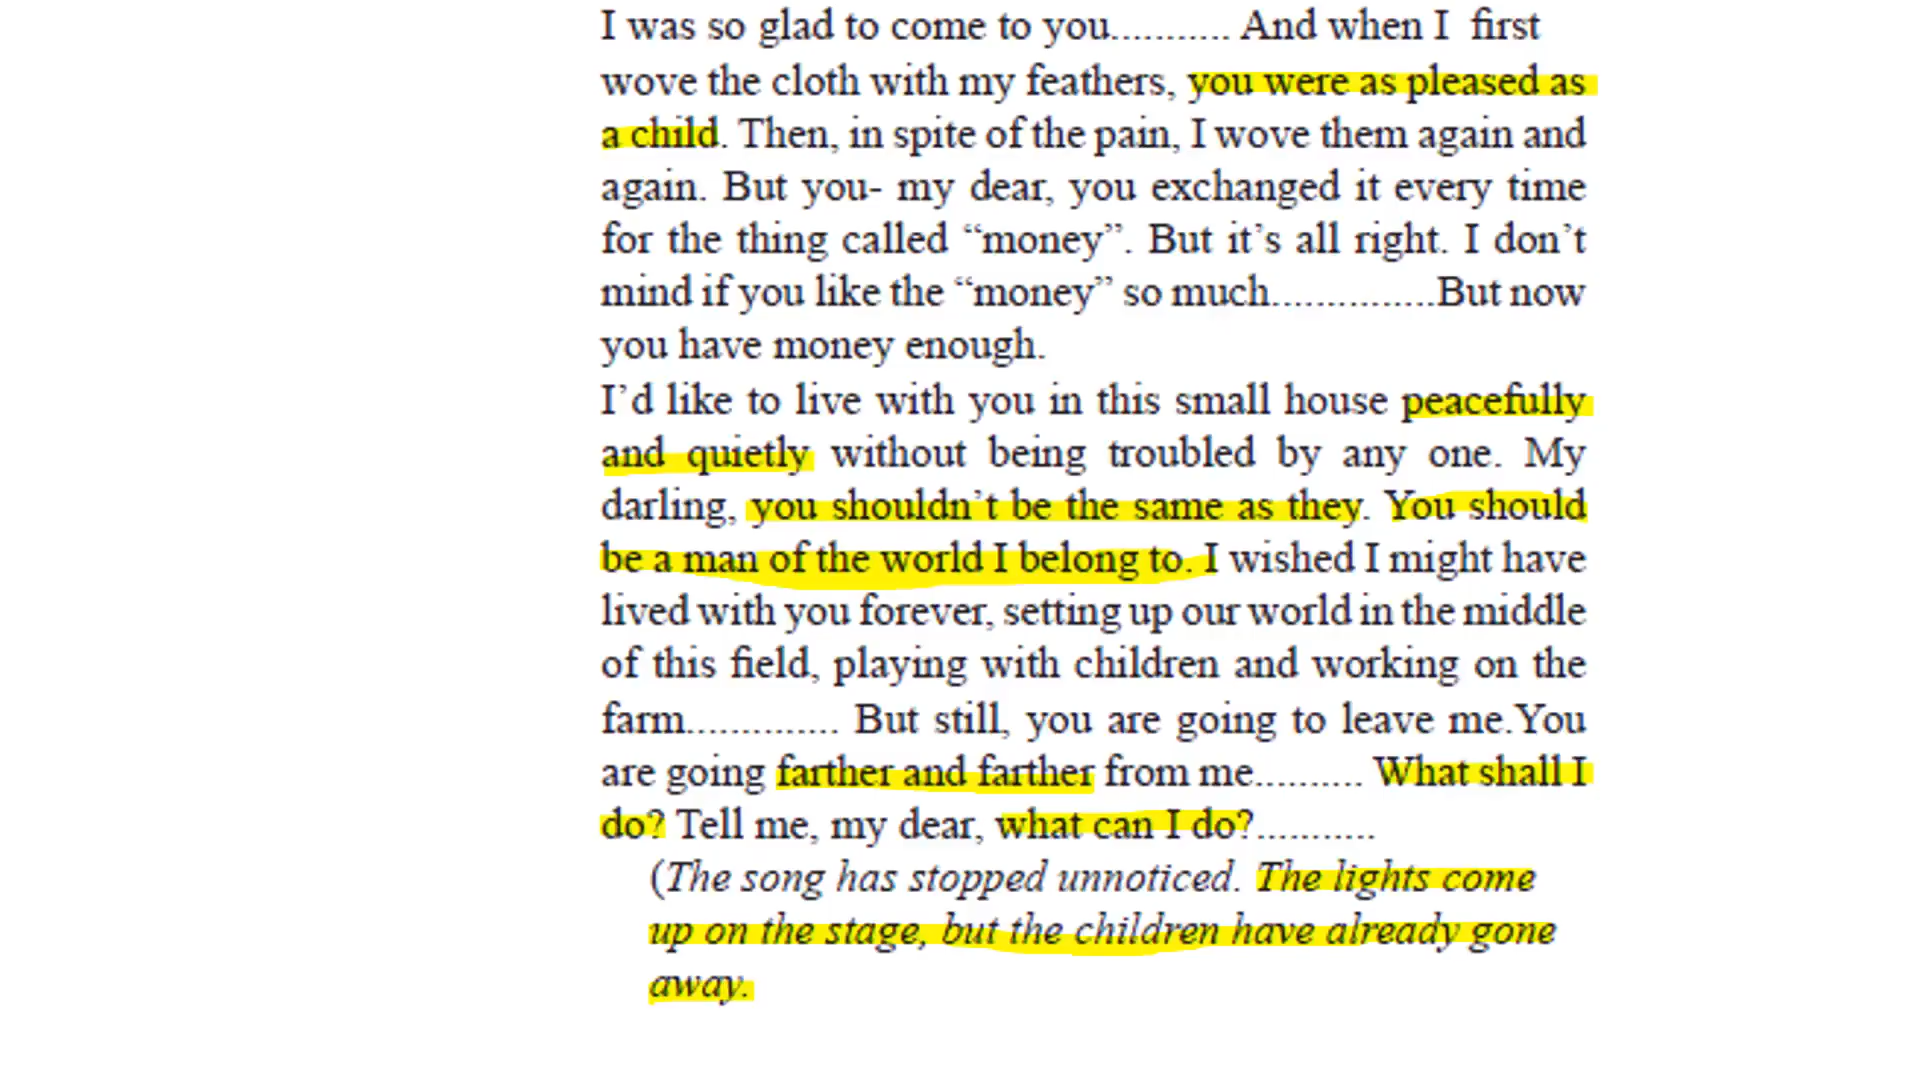 I was so glad to come to you........... And when I first
wove the cloth with my feathers, you were as pleased as
a child. Then, in spite of the pain, I wove them again and
again. But you- my dear, you exchanged it every time
for the thing called “money”. But it’s all right. I don’t
mind if you like the “money” so much...............But now
you have money enough.
I’d like to live with you in this small house peacefully
and quietly without being troubled by any one. My
darling, you shouldn’t be the same as they. You should
be a man of the world I belong to. I wished I might have
lived with you forever, setting up our world in the middle
of this field, playing with children and working on the
farm.............. But still, you are going to leave me.You
are going farther and farther from me.......... What shall I
do? Tell me, my dear, what can I do?...........
(The song has stopped unnoticed. The lights come
up on the stage, but the children have already gone
away.